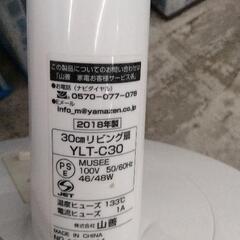 この製品についてのお問い合わせは
「山善 家電お客様サービス係」
●お電話(ナビダイヤル)
0570-077-078
●Eメール
info_m@yamazen.co.jp
2018年製
30cmリビング扇
YLT-C30
PS
E
MUSEE
100V 50/60Hz
46/48W
JET
温度ヒューズ 133℃
電流ヒューズ 1A
株式会社 山善
MADE IN CHINA